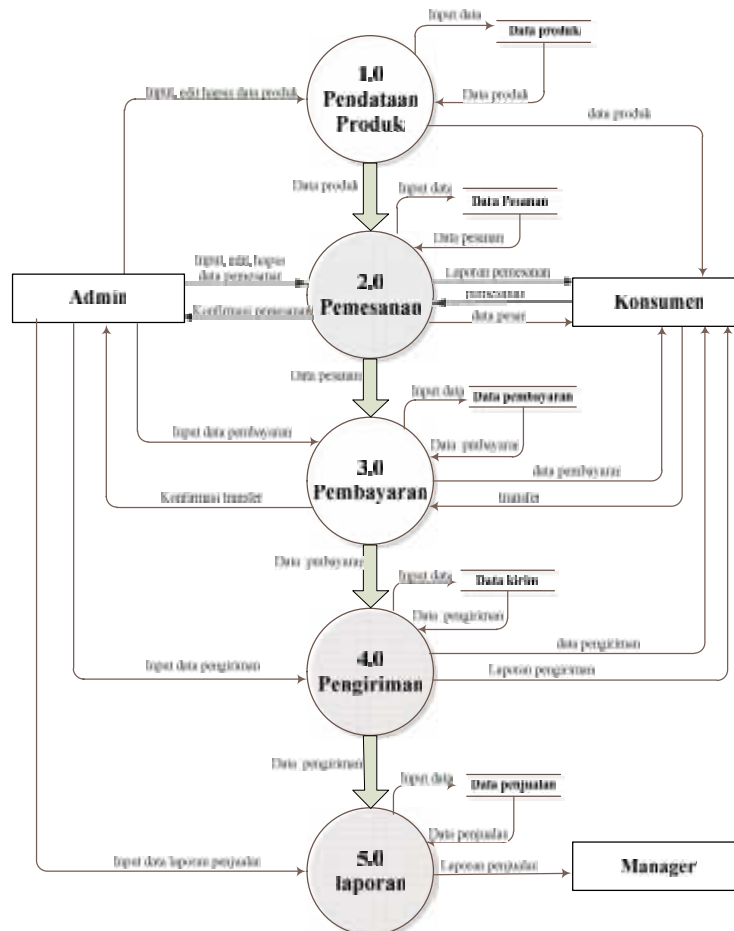 Input data
Data produk
1.0
Pendataan
Produk
Input, edit hapus data produk
Data produk
data produk
Data produk
Input data
Data Pesanan
Data pesanan
Input, edit, hapus
data pemesanan
2.0
Pemesanan
Laporan pemesanan
pemesanan
Admin
Konsumen
Konfirmasi pemesanan
data pesan
Data pesanan
Input data
Data pembayaran
Input data pembayaran
Data pmbayaran
3.0
Pembayaran
data pembayaran
Konfirmasi transfer
transfer
Data pmbayaran
Input data
Data kirim
Data pengiriman
4.0
Pengiriman
data pengiriman
Input data pengiriman
Laporan pengiriman
Data pengiriman
Input data
Data penjualan
Data penjualan
5.0
laporan
Input data laporan penjualan
Laporan penjualan
Manager